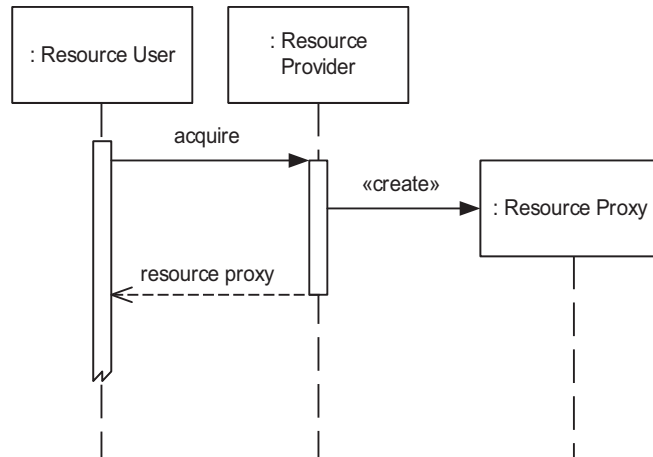 : Resource User
: Resource
Provider
acquire
«create»
: Resource Proxy
resource proxy